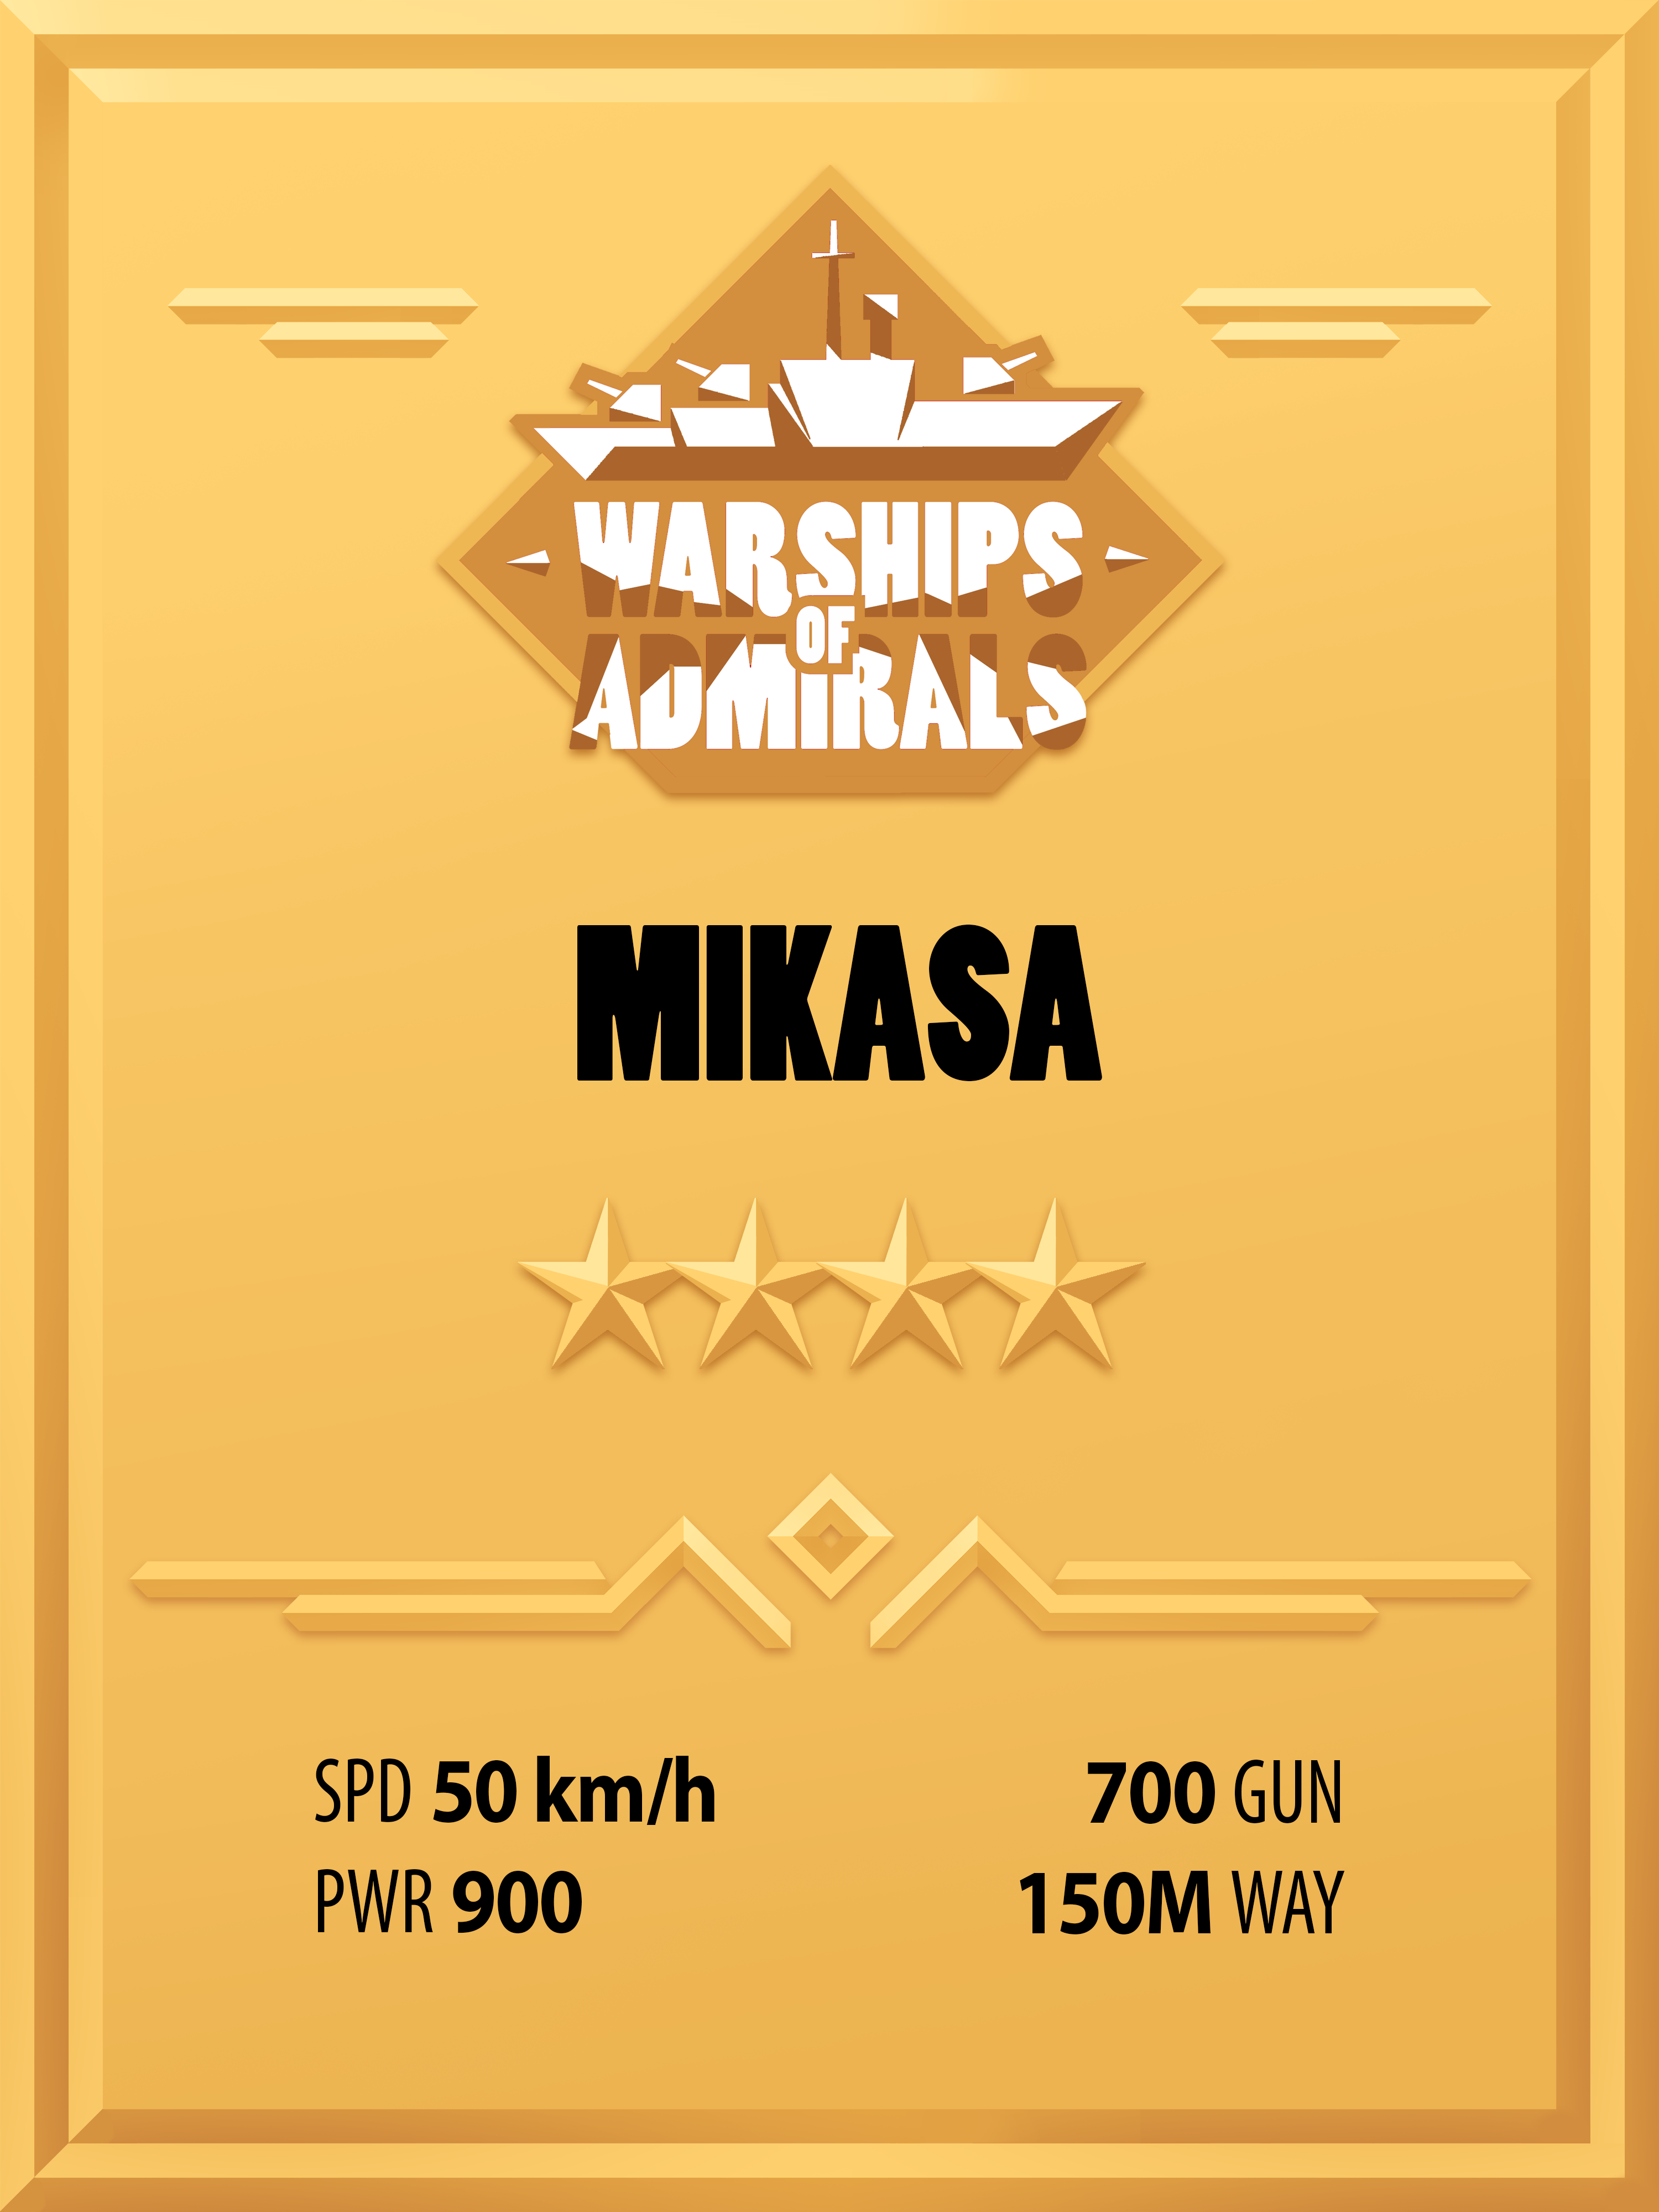 WARSHIPS
OF
ADMIRALS
MIKASA
SPD 50 km/h
700 GUN
PWR 900
150M WAY